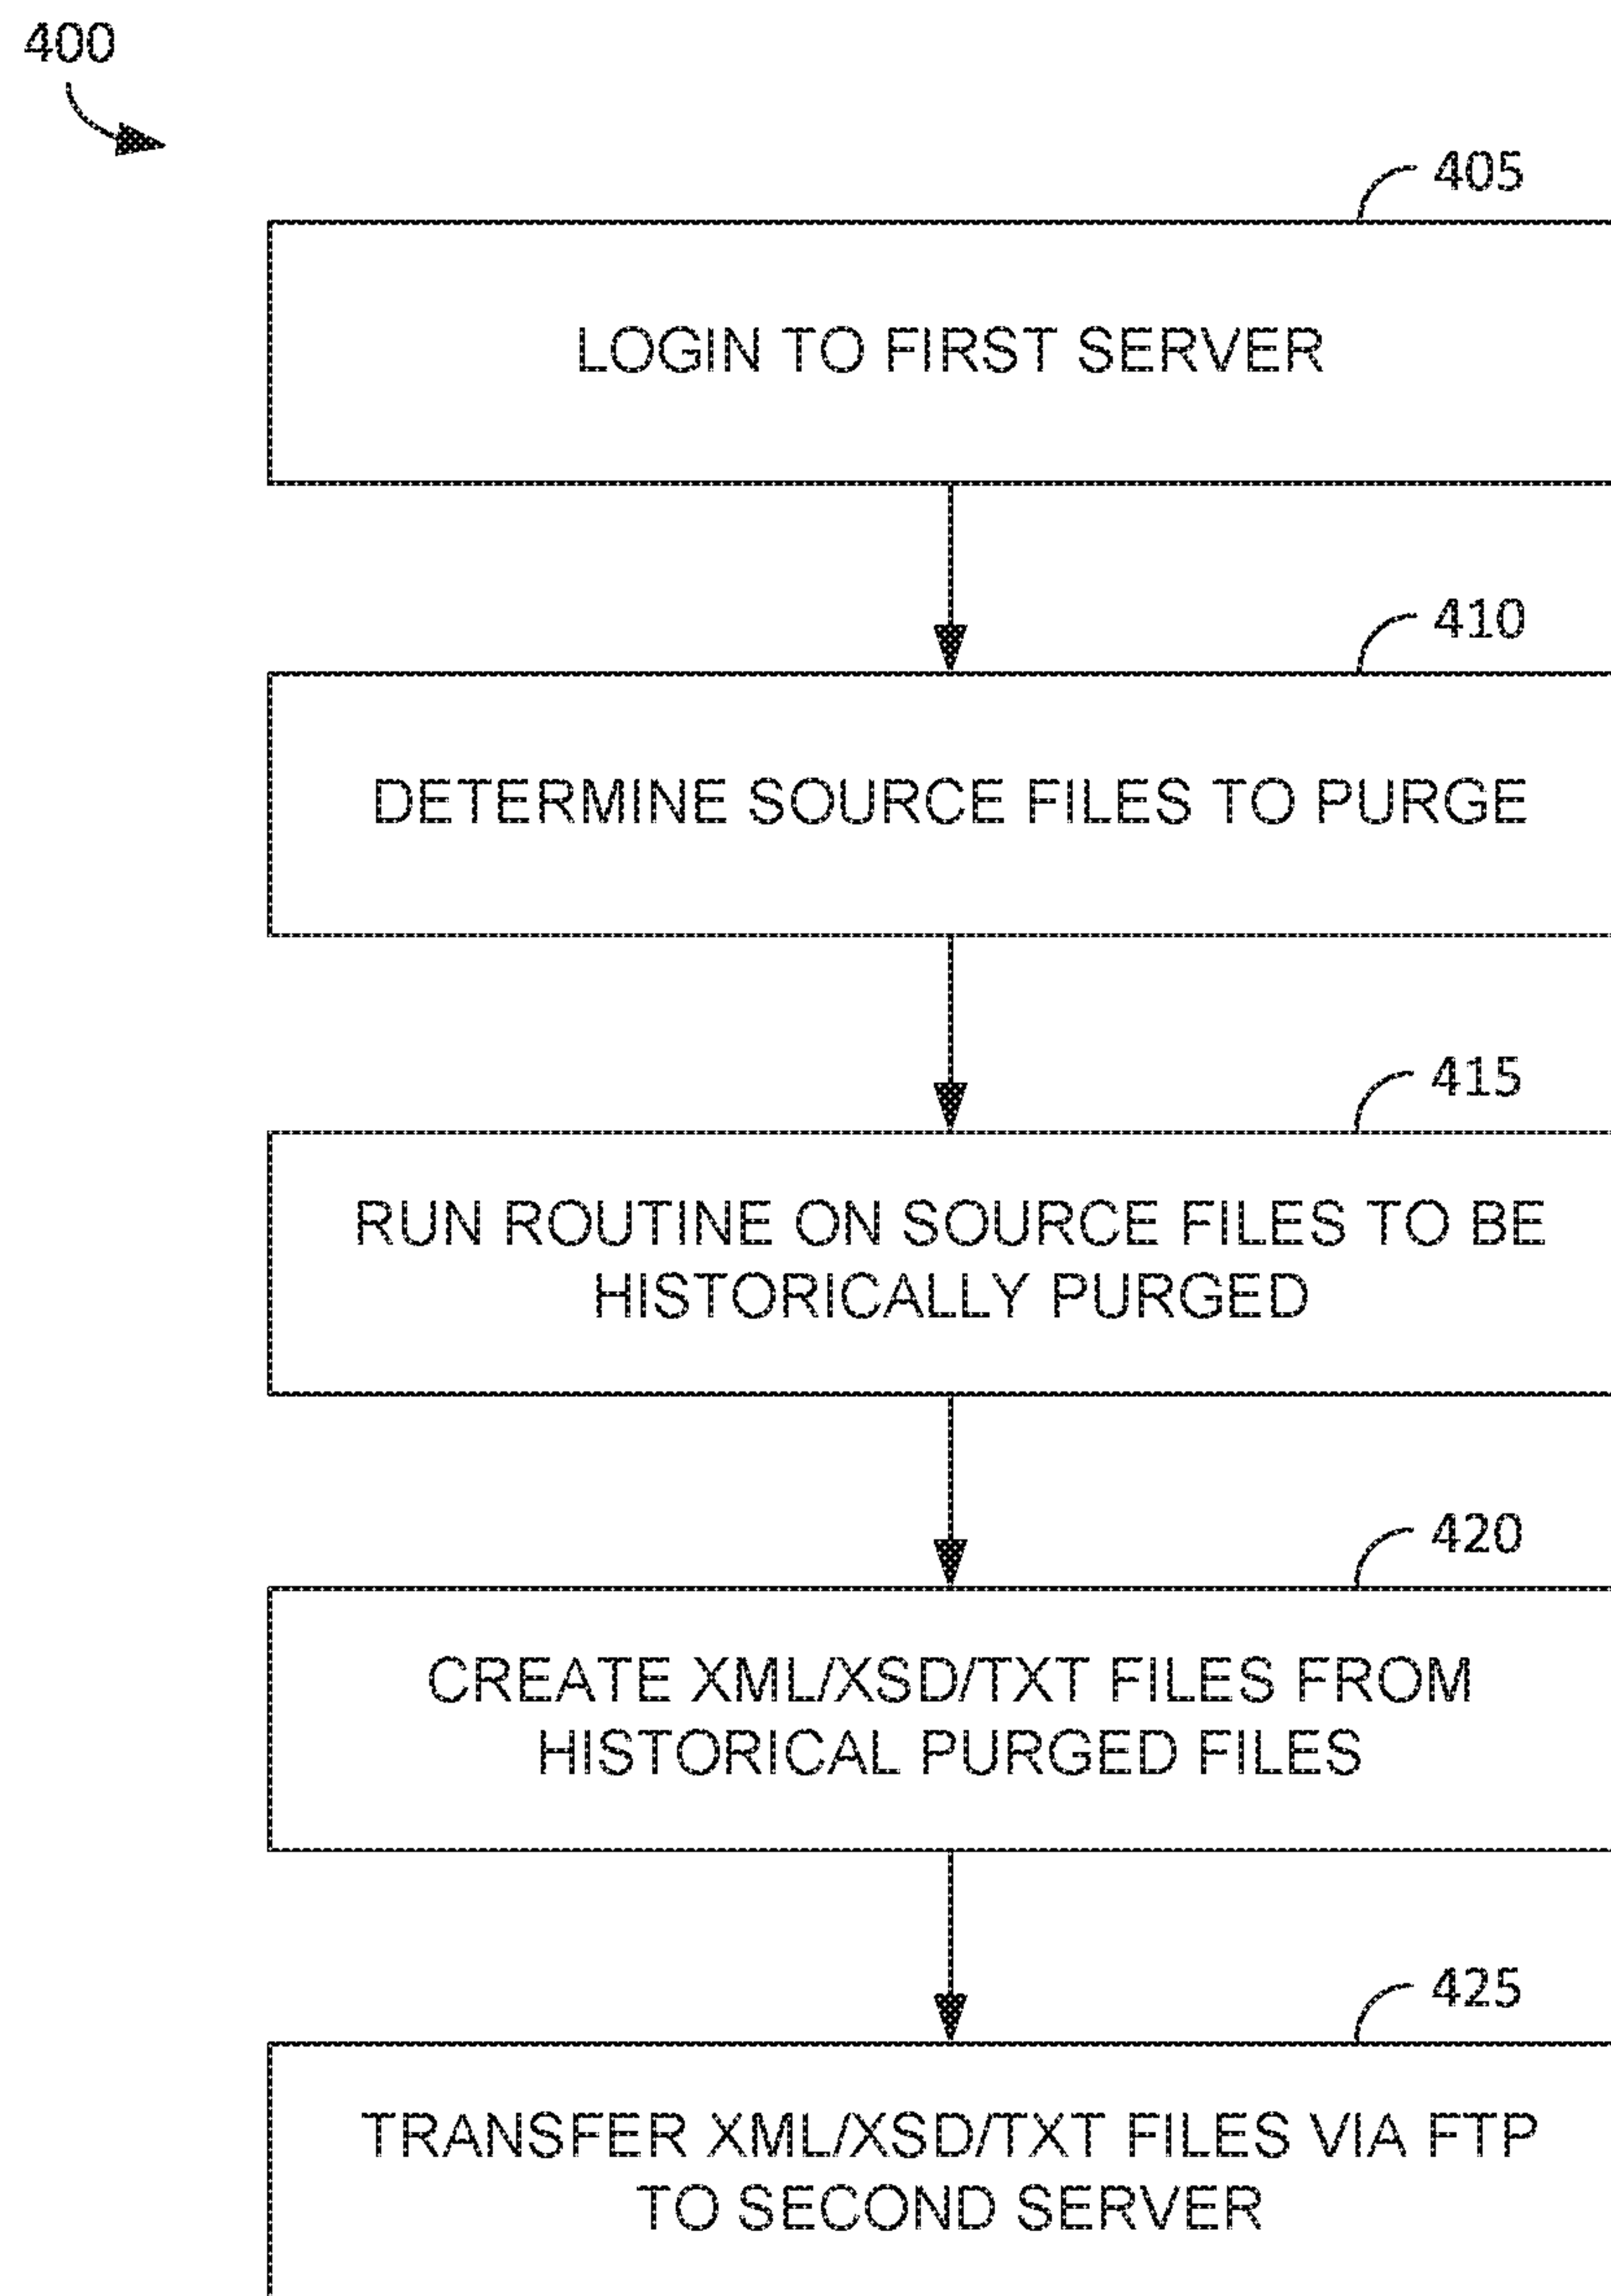 400
405
LOGIN TO FIRST SERVER
410
DETERMINE SOURCE FILES TO PURGE
415
RUN ROUTINE ON SOURCE FILES TO BE
HISTORICALLY PURGED
420
CREATE XML/XSD/TXT FILES FROM
HISTORICAL PURGED FILES
425
TRANSFER XML/XSD/TXT FILES VIA FTP
TO SECOND SERVER